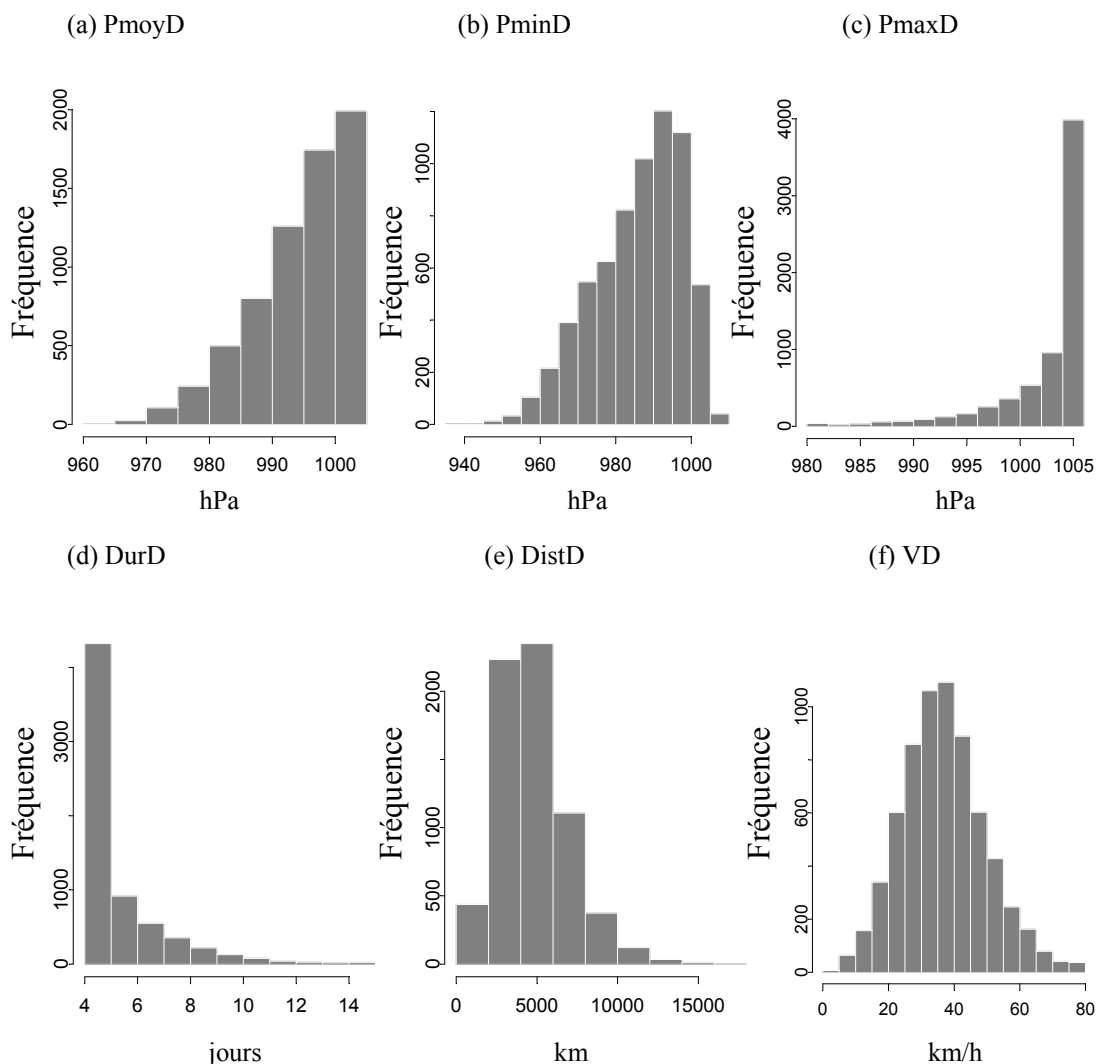 (a) PmoyD
(b) PminD
(c) PmaxD
Fréquence
0 500 1000 1500 2000
960 970 980 990 1000
hPa
Fréquence
0 200 600 1000
940 960 980 1000
hPa
Fréquence
0 1000 2000 3000 4000
980 985 990 995 1000 1005
hPa
(d) DurD
(e) DistD
(f) VD
Fréquence
0 1000 3000
4 6 8 10 12 14
jours
Fréquence
0 500 1000 2000
0 5000 10000 15000
km
Fréquence
0 200 600 1000
0 20 40 60 80
km/h